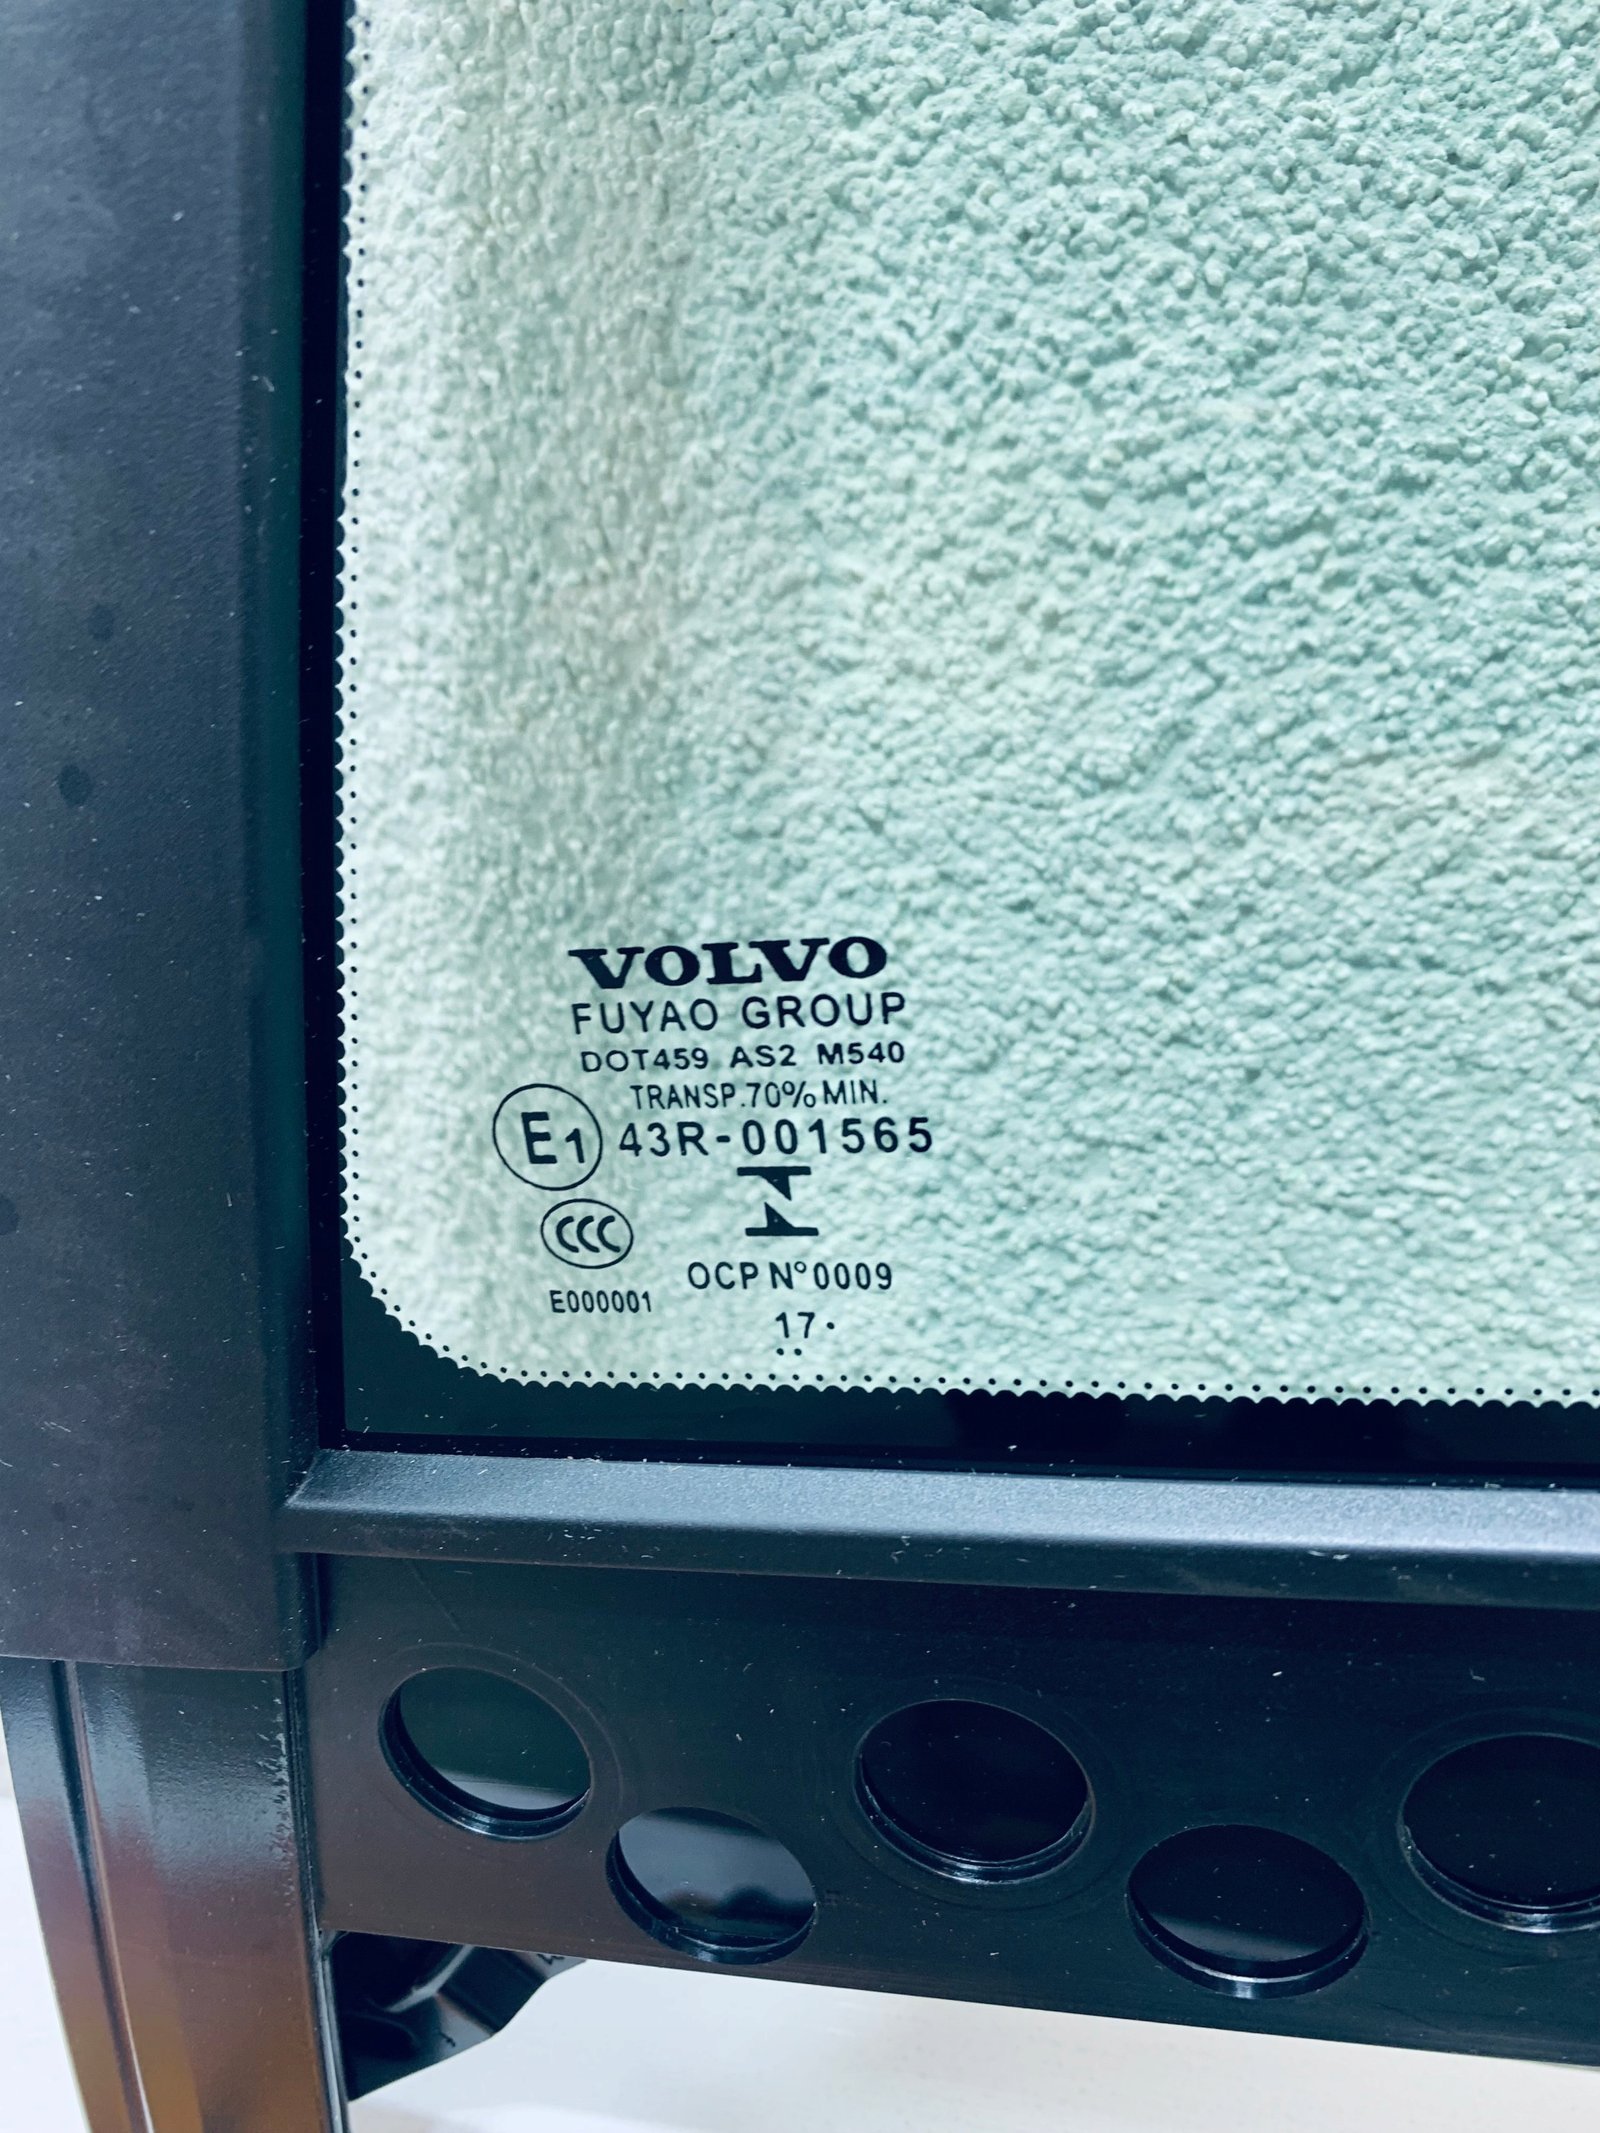 VOLVO
FUYAO GROUP
DOT459 AS2 M540
TRANSP.70%MIN.
E1 43R-001565
CCC
OCP N°0009
E000001
17.